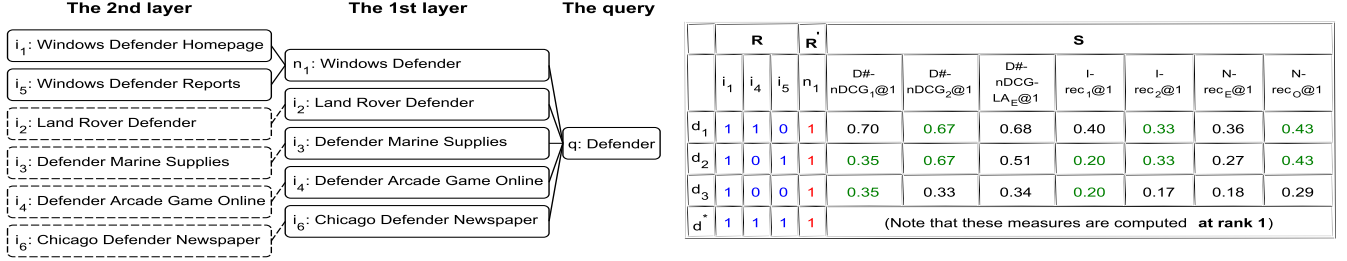 The 2nd layer The 1st layer The query
i1: Windows Defender Homepage
i5: Windows Defender Reports
i2: Land Rover Defender
i3: Defender Marine Supplies
i4: Defender Arcade Game Online
i6: Chicago Defender Newspaper
n1: Windows Defender
i2: Land Rover Defender
i3: Defender Marine Supplies
i4: Defender Arcade Game Online
i6: Chicago Defender Newspaper
q: Defender
R R' S
i1 i4 i5 n1 D#-nDCG1@1 D#-nDCG2@1 D#-nDCG-LAE@1 I-rec1@1 I-rec2@1 N-recE@1 N-recO@1
d1 1 1 0 1 0.70 0.67 0.68 0.40 0.33 0.36 0.43
d2 1 0 1 1 0.35 0.67 0.51 0.20 0.33 0.27 0.43
d3 1 0 0 1 0.35 0.33 0.34 0.20 0.17 0.18 0.29
d* 1 1 1 1 (Note that these measures are computed at rank 1)